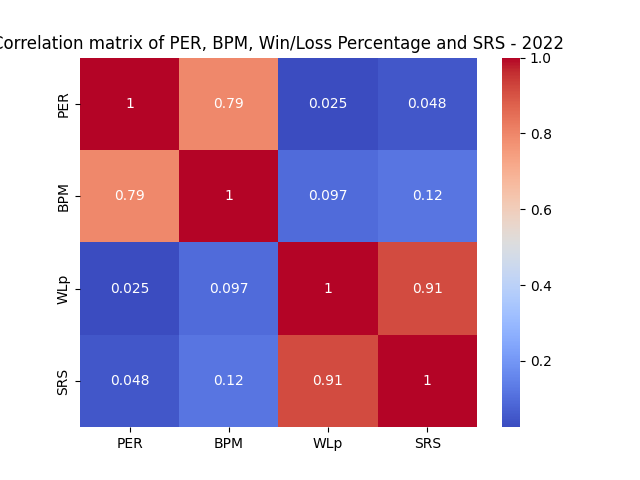 Correlation matrix of PER, BPM, Win/Loss Percentage and SRS - 2022
PER 1 0.79 0.025 0.048
BPM 0.79 1 0.097 0.12
WLp 0.025 0.097 1 0.91
SRS 0.048 0.12 0.91 1
PER BPM WLp SRS
1.0
0.8
0.6
0.4
0.2